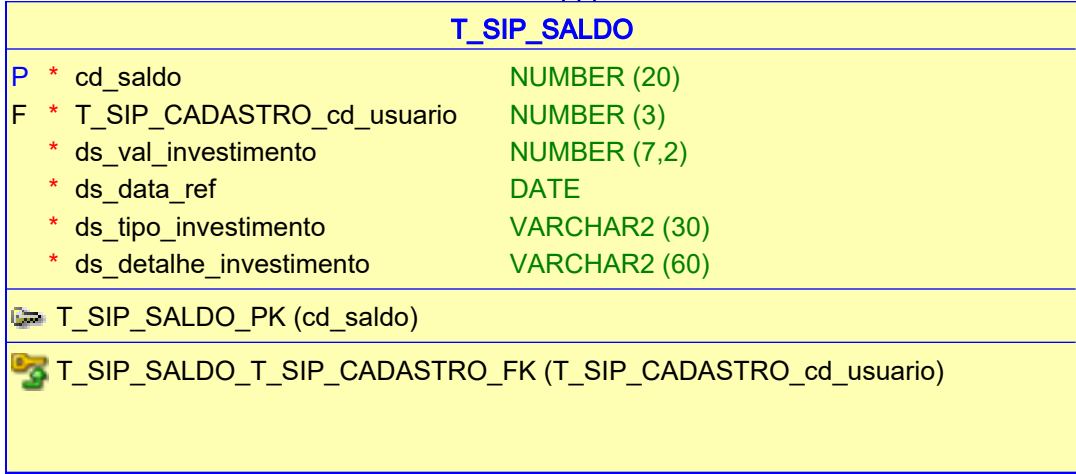 T_SIP_SALDO
P * cd_saldo NUMBER (20)
F * T_SIP_CADASTRO_cd_usuario NUMBER (3)
* ds_val_investimento NUMBER (7,2)
* ds_data_ref DATE
* ds_tipo_investimento VARCHAR2 (30)
* ds_detalhe_investimento VARCHAR2 (60)
T_SIP_SALDO_PK (cd_saldo)
T_SIP_SALDO_T_SIP_CADASTRO_FK (T_SIP_CADASTRO_cd_usuario)